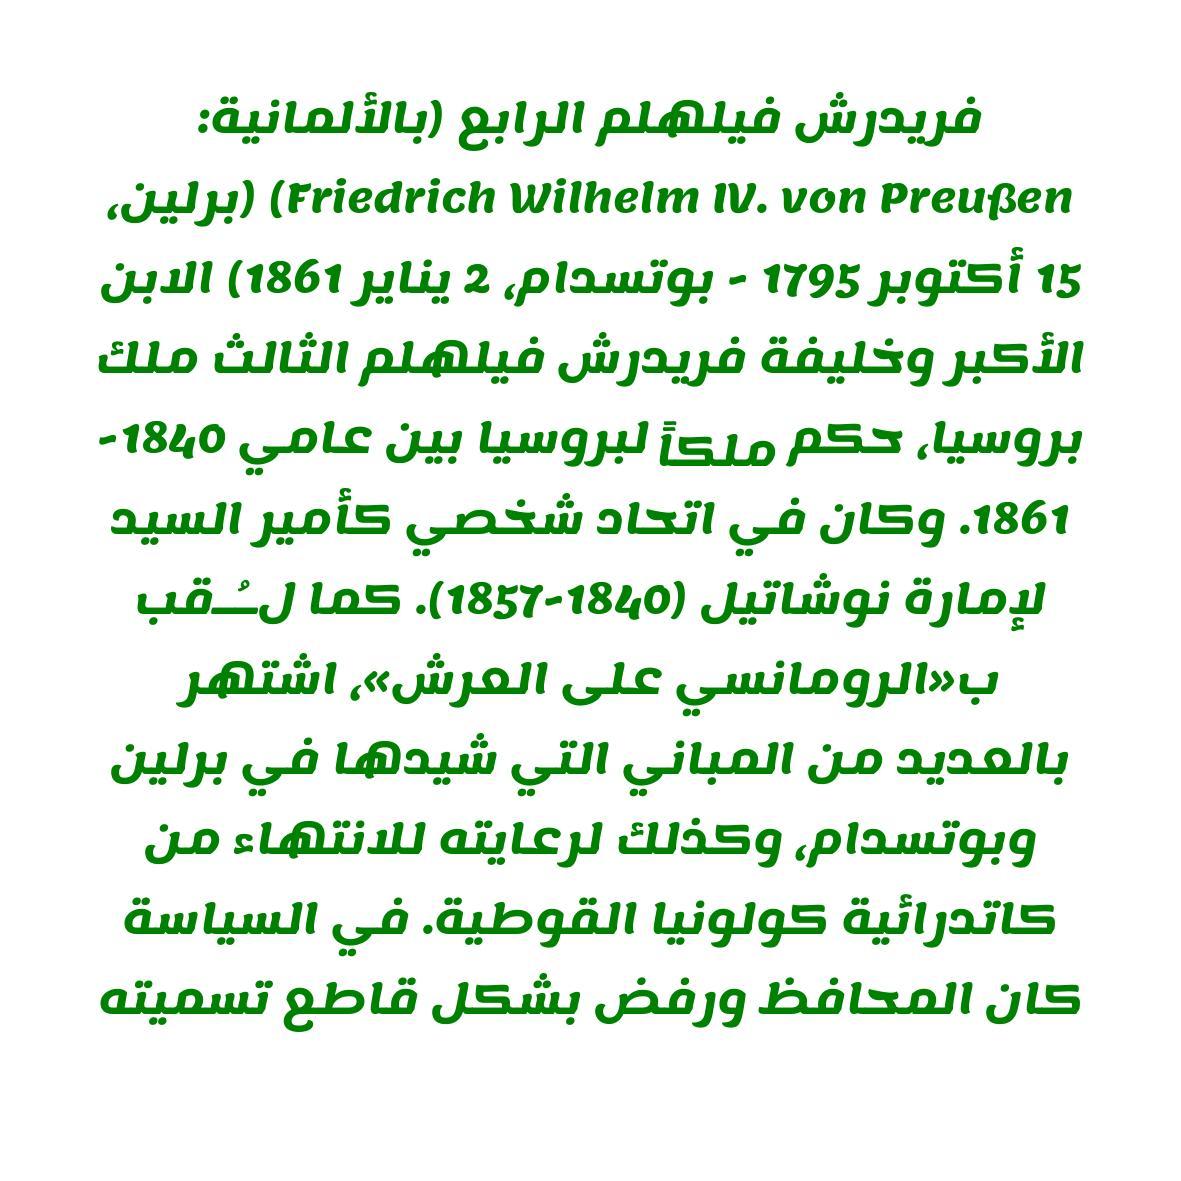 فريدرش فيلهلم الرابع (بالألمانية:
Friedrich Wilhelm IV. von Preußen) (برلين،
15 أكتوبر 1795 - بوتسدام، 2 يناير 1861) الابن
الأكبر وخليفة فريدرش فيلهلم الثالث ملك
بروسيا، حكم ملكاً لبروسيا بين عامي 1840-
1861. وكان في اتحاد شخصي كأمير السيد
لإمارة نوشاتيل (1840-1857). كما لـُـقب
ب«الرومانسي على العرش»، اشتهر
بالعديد من المباني التي شيدها في برلين
وبوتسدام، وكذلك لرعايته للانتهاء من
كاتدرائية كولونيا القوطية. في السياسة
كان المحافظ ورفض بشكل قاطع تسميته